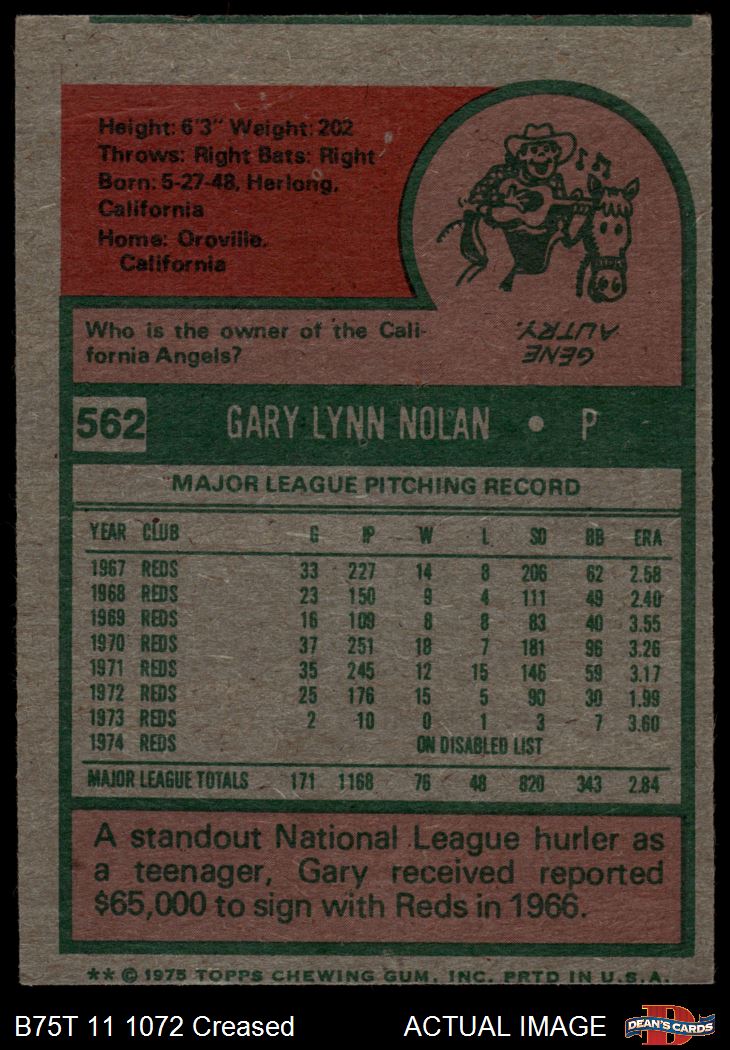 Height: 6'3" Weight: 202
Throws: Right Bats: Right
Born: 5-27-48, Herlong,
California
Home: Oroville,
California
Who is the owner of the Cali-
fornia Angels?
GENE
AUTRY.
562 GARY LYNN NOLAN • P
MAJOR LEAGUE PITCHING RECORD
YEAR CLUB G IP W L SO BB ERA
1967 REDS 33 227 14 8 206 62 2.58
1968 REDS 23 150 9 4 111 49 2.40
1969 REDS 16 109 8 8 83 40 3.55
1970 REDS 37 251 18 7 181 96 3.26
1971 REDS 35 245 12 15 146 59 3.17
1972 REDS 25 176 15 5 90 30 1.99
1973 REDS 2 10 0 1 3 7 3.60
1974 REDS ON DISABLED LIST
MAJOR LEAGUE TOTALS 171 1168 76 48 820 343 2.84
A standout National League hurler as
a teenager, Gary received reported
$65,000 to sign with Reds in 1966.
** © 1975 TOPPS CHEWING GUM, INC. PRTD IN U.S.A.
B75T 11 1072 Creased ACTUAL IMAGE D DEAN'S CARDS